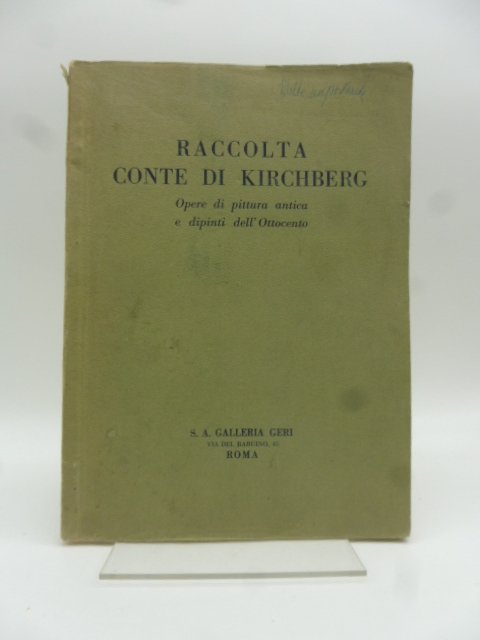 RACCOLTA
CONTE DI KIRCHBERG
Opere di pittura antica
e dipinti dell'Ottocento
S. A. GALLERIA GERI
VIA DEL BABUINO, 45
ROMA